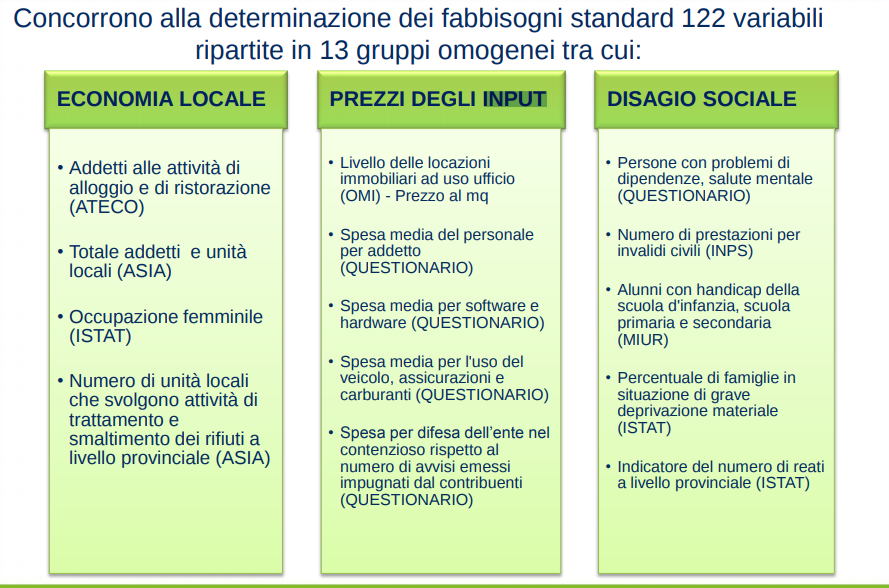 Concorrono alla determinazione dei fabbisogni standard 122 variabili
ripartite in 13 gruppi omogenei tra cui:
ECONOMIA LOCALE
• Addetti alle attività di
alloggio e di ristorazione
(ATECO)
• Totale addetti e unità
locali (ASIA)
• Occupazione femminile
(ISTAT)
• Numero di unità locali
che svolgono attività di
trattamento e
smaltimento dei rifiuti a
livello provinciale (ASIA)
PREZZI DEGLI INPUT
• Livello delle locazioni
immobiliari ad uso ufficio
(OMI) - Prezzo al mq
• Spesa media del personale
per addetto
(QUESTIONARIO)
• Spesa media per software e
hardware (QUESTIONARIO)
• Spesa media per l'uso del
veicolo, assicurazioni e
carburanti (QUESTIONARIO)
• Spesa per difesa dell’ente nel
contenzioso rispetto al
numero di avvisi emessi
impugnati dal contribuenti
(QUESTIONARIO)
DISAGIO SOCIALE
• Persone con problemi di
dipendenze, salute mentale
(QUESTIONARIO)
• Numero di prestazioni per
invalidi civili (INPS)
• Alunni con handicap della
scuola d'infanzia, scuola
primaria e secondaria
(MIUR)
• Percentuale di famiglie in
situazione di grave
deprivazione materiale
(ISTAT)
• Indicatore del numero di reati
a livello provinciale (ISTAT)